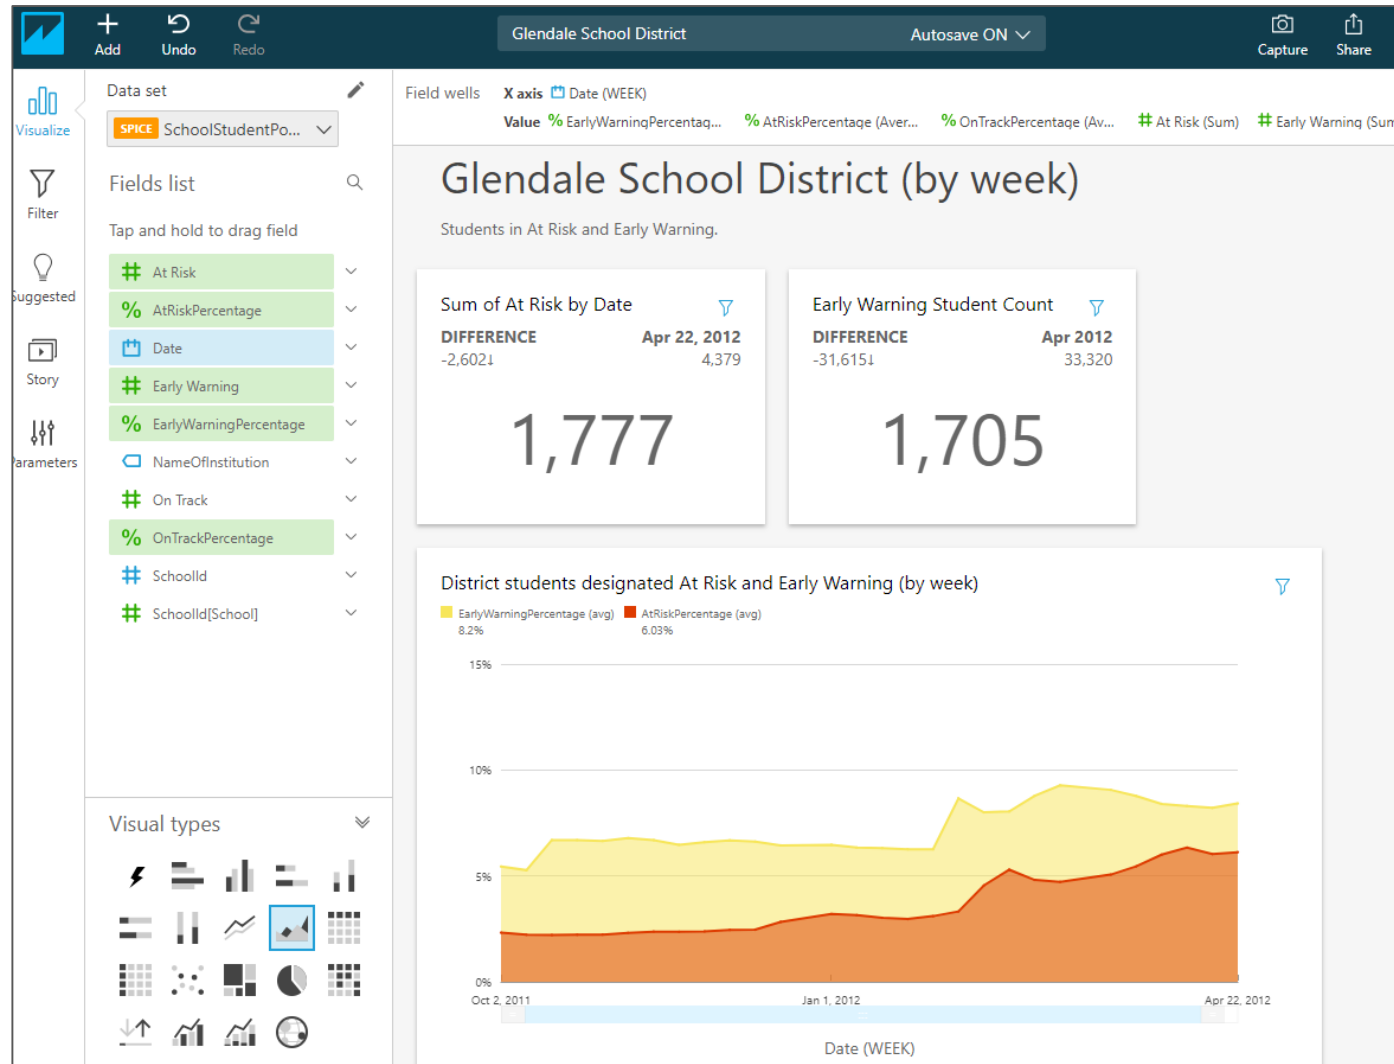 Add
Undo
Redo
Glendale School District
Autosave ON
Capture
Share
Visualize
Filter
Suggested
Story
Parameters
Data set
SPICE SchoolStudentPo...
Fields list
Tap and hold to drag field
# At Risk
% AtRiskPercentage
Date
# Early Warning
% EarlyWarningPercentage
NameOfInstitution
# On Track
% OnTrackPercentage
# SchoolId
# SchoolId[School]
Visual types
Field wells X axis Date (WEEK)
Value % EarlyWarningPercentag... % AtRiskPercentage (Aver... % OnTrackPercentage (Av... # At Risk (Sum) # Early Warning (Sum
Glendale School District (by week)
Students in At Risk and Early Warning.
Sum of At Risk by Date
DIFFERENCE Apr 22, 2012
-2,602↓ 4,379
1,777
Early Warning Student Count
DIFFERENCE Apr 2012
-31,615↓ 33,320
1,705
District students designated At Risk and Early Warning (by week)
EarlyWarningPercentage (avg) AtRiskPercentage (avg)
8.2% 6.03%
15%
10%
5%
0%
Oct 2, 2011 Jan 1, 2012 Apr 22, 2012
Date (WEEK)